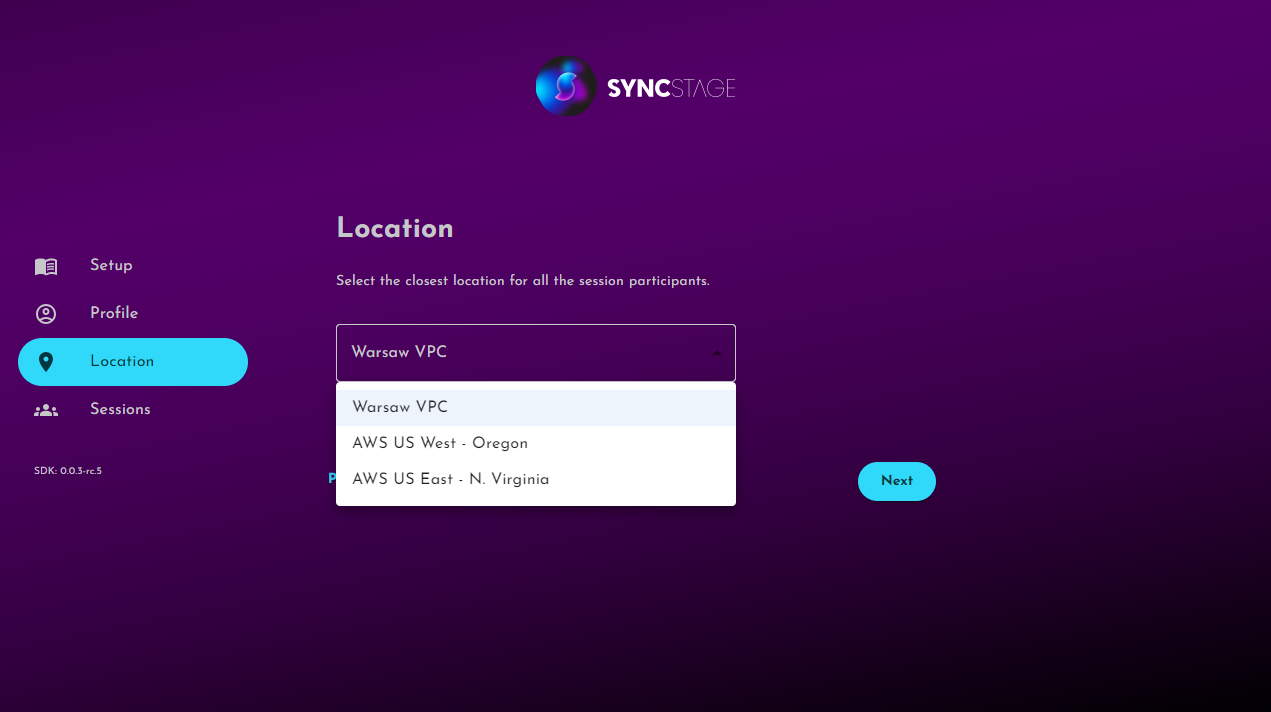 SYNCSTAGE
Location
Select the closest location for all the session participants.
Setup
Profile
Location
Sessions
SDK: 0.0.3-rc.5
Warsaw VPC
Warsaw VPC
AWS US West - Oregon
AWS US East - N. Virginia
P
Next